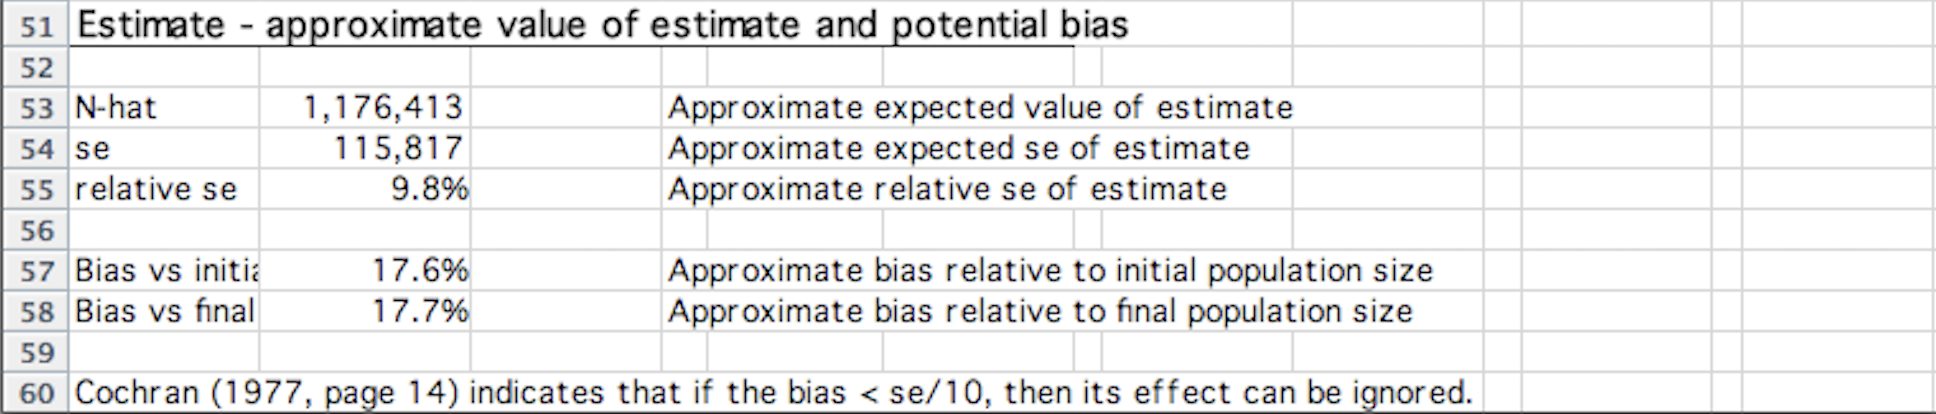 51 Estimate - approximate value of estimate and potential bias
52
53 N-hat 1,176,413 Approximate expected value of estimate
54 se 115,817 Approximate expected se of estimate
55 relative se 9.8% Approximate relative se of estimate
56
57 Bias vs initia 17.6% Approximate bias relative to initial population size
58 Bias vs final 17.7% Approximate bias relative to final population size
59
60 Cochran (1977, page 14) indicates that if the bias < se/10, then its effect can be ignored.